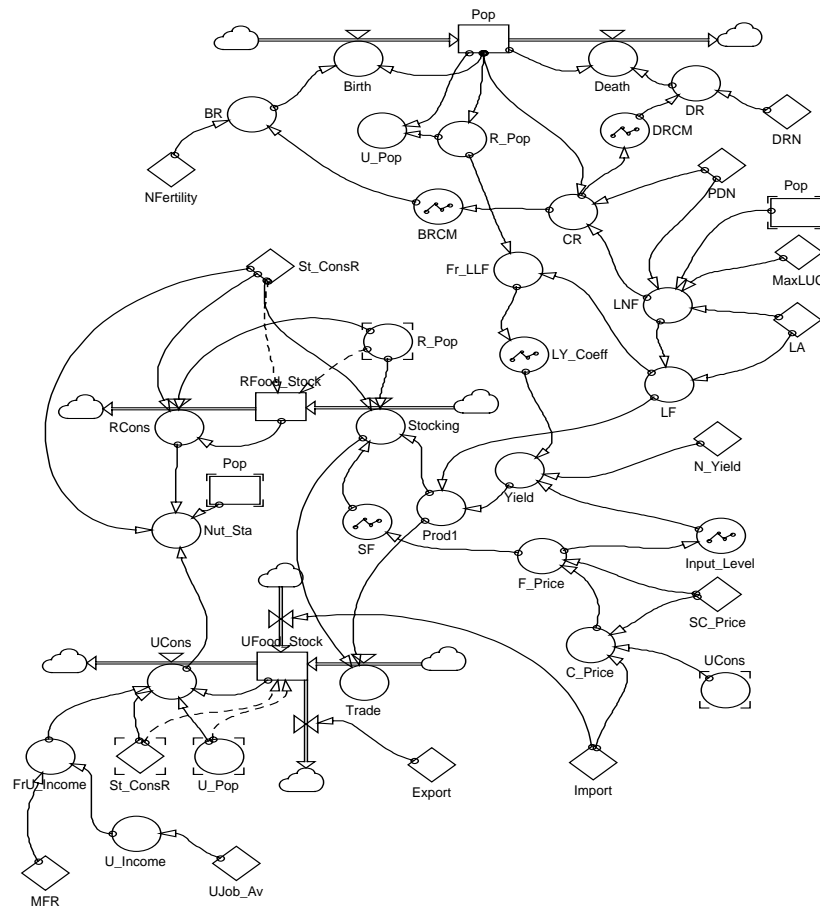 Pop
Birth
Death
BR
DR
DRCM
DRN
U_Pop
R_Pop
NFertility
PDN
Pop
BRCM
CR
St_ConsR
Fr_LLF
MaxLUC
LNF
R_Pop
LY_Coeff
LA
RFood_Stock
LF
RCons
Stocking
Pop
N_Yield
Yield
Nut_Sta
SF
Prod1
Input_Level
F_Price
SC_Price
UCons
UFood_Stock
C_Price
UCons
Trade
FrU_Income
St_ConsR
U_Pop
Export
Import
U_Income
MFR
UJob_Av